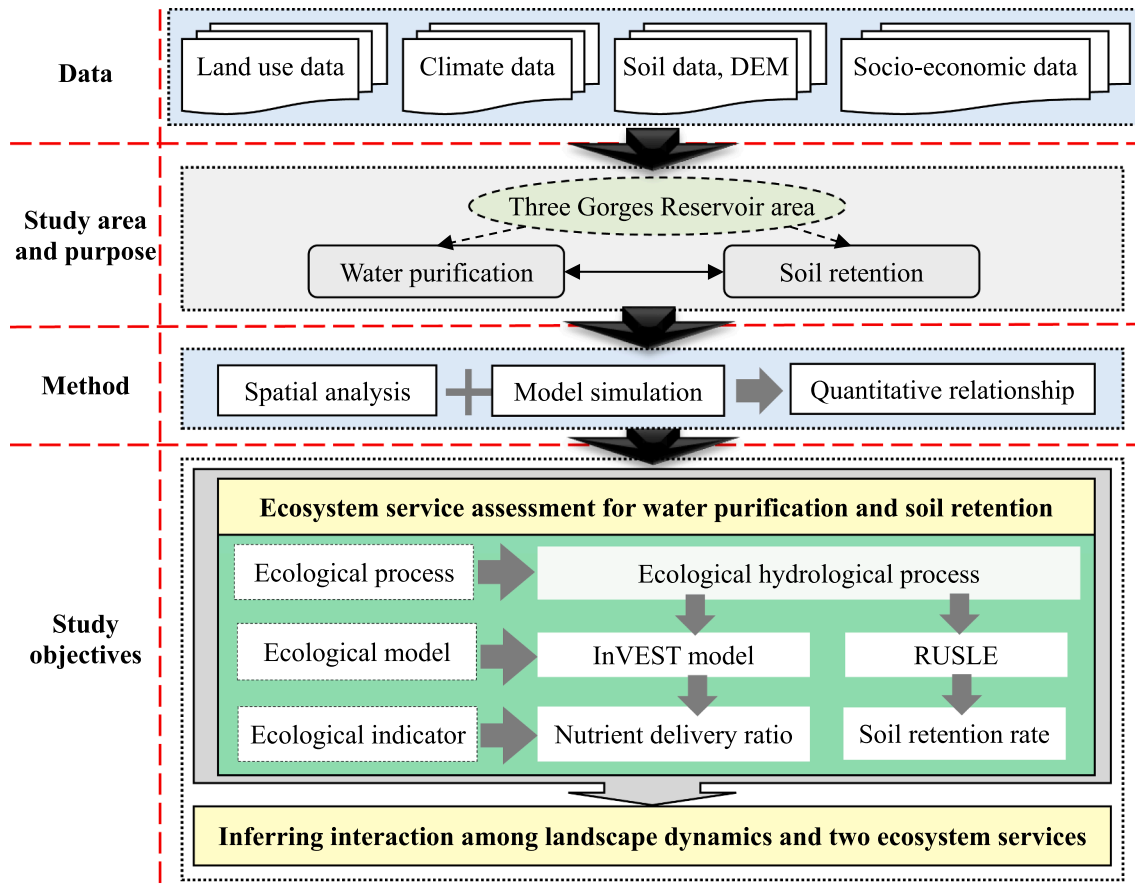 Data
Land use data
Climate data
Soil data, DEM
Socio-economic data
Study area
and purpose
Three Gorges Reservoir area
Water purification
Soil retention
Method
Spatial analysis
Model simulation
Quantitative relationship
Study
objectives
Ecosystem service assessment for water purification and soil retention
Ecological process
Ecological hydrological process
Ecological model
InVEST model
RUSLE
Ecological indicator
Nutrient delivery ratio
Soil retention rate
Inferring interaction among landscape dynamics and two ecosystem services